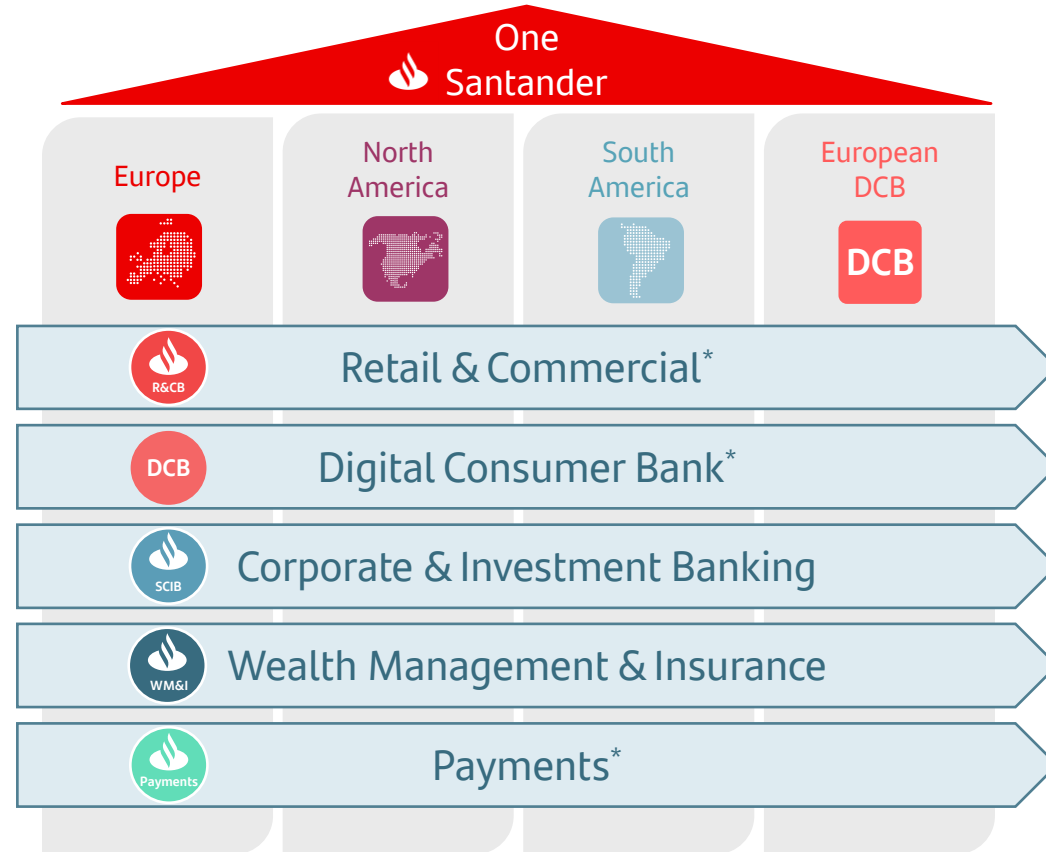 One
Santander
Europe
North
America
South
America
European
DCB
DCB
R&CB
Retail & Commercial*
DCB
Digital Consumer Bank*
SCIB
Corporate & Investment Banking
WM&I
Wealth Management & Insurance
Payments
Payments*